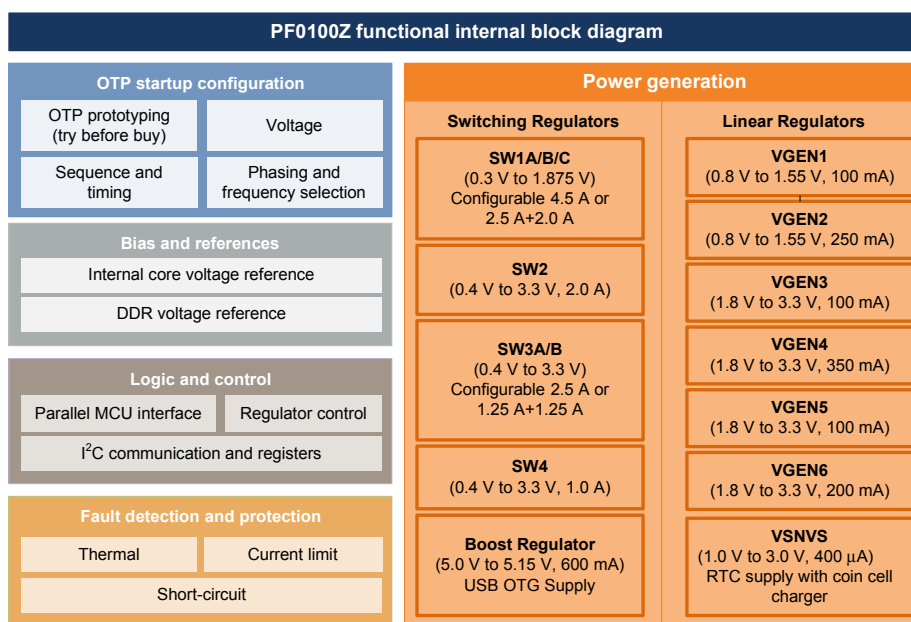 PF0100Z functional internal block diagram
OTP startup configuration
OTP prototyping
(try before buy)
Voltage
Sequence and
timing
Phasing and
frequency selection
Bias and references
Internal core voltage reference
DDR voltage reference
Logic and control
Parallel MCU interface
Regulator control
I²C communication and registers
Fault detection and protection
Thermal
Current limit
Short-circuit
Power generation
Switching Regulators
SW1A/B/C
(0.3 V to 1.875 V)
Configurable 4.5 A or
2.5 A+2.0 A
SW2
(0.4 V to 3.3 V, 2.0 A)
SW3A/B
(0.4 V to 3.3 V)
Configurable 2.5 A or
1.25 A+1.25 A
SW4
(0.4 V to 3.3 V, 1.0 A)
Boost Regulator
(5.0 V to 5.15 V, 600 mA)
USB OTG Supply
Linear Regulators
VGEN1
(0.8 V to 1.55 V, 100 mA)
VGEN2
(0.8 V to 1.55 V, 250 mA)
VGEN3
(1.8 V to 3.3 V, 100 mA)
VGEN4
(1.8 V to 3.3 V, 350 mA)
VGEN5
(1.8 V to 3.3 V, 100 mA)
VGEN6
(1.8 V to 3.3 V, 200 mA)
VSNVS
(1.0 V to 3.0 V, 400 µA)
RTC supply with coin cell
charger